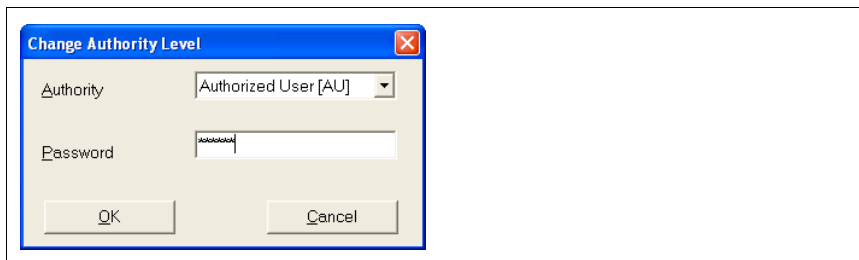 Change Authority Level
Authority Authorized User [AU]
Password ******
OK Cancel